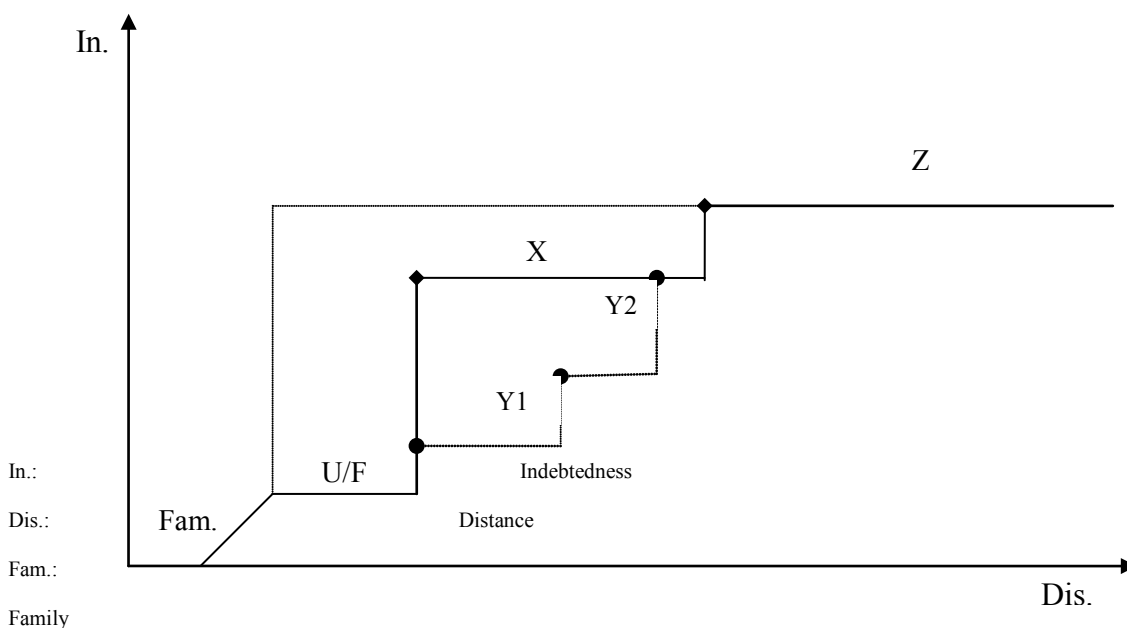 In.
Z
X
Y2
Y1
U/F
In.: Indebtedness
Dis.: Distance
Fam.
Fam.:
Dis.
Family